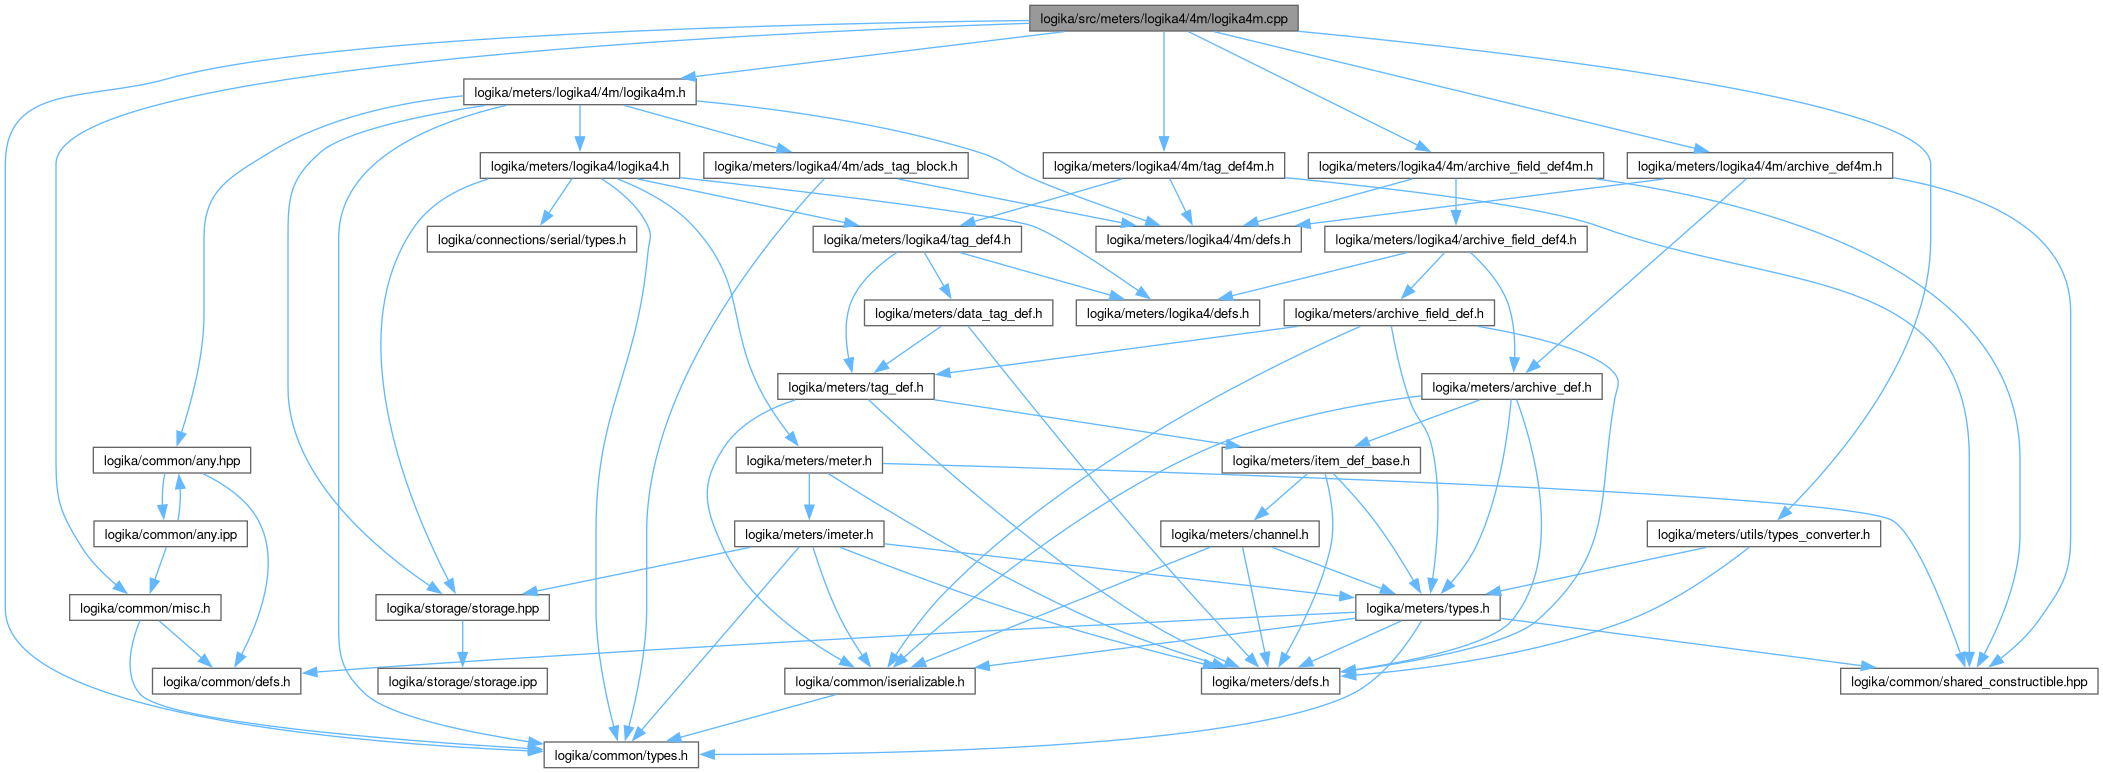 logika/src/meters/logika4/4m/logika4m.cpp
logika/meters/logika4/4m/logika4m.h
logika/meters/logika4/logika4.h
logika/meters/logika4/4m/ads_tag_block.h
logika/meters/logika4/4m/tag_def4m.h
logika/meters/logika4/4m/archive_field_def4m.h
logika/meters/logika4/4m/archive_def4m.h
logika/connections/serial/types.h
logika/meters/logika4/tag_def4.h
logika/meters/logika4/4m/defs.h
logika/meters/logika4/archive_field_def4.h
logika/meters/data_tag_def.h
logika/meters/logika4/defs.h
logika/meters/archive_field_def.h
logika/meters/tag_def.h
logika/meters/archive_def.h
logika/common/any.hpp
logika/meters/meter.h
logika/meters/item_def_base.h
logika/common/any.ipp
logika/meters/imeter.h
logika/meters/channel.h
logika/meters/utils/types_converter.h
logika/common/misc.h
logika/storage/storage.hpp
logika/meters/types.h
logika/common/defs.h
logika/storage/storage.ipp
logika/common/iserializable.h
logika/meters/defs.h
logika/common/shared_constructible.hpp
logika/common/types.h